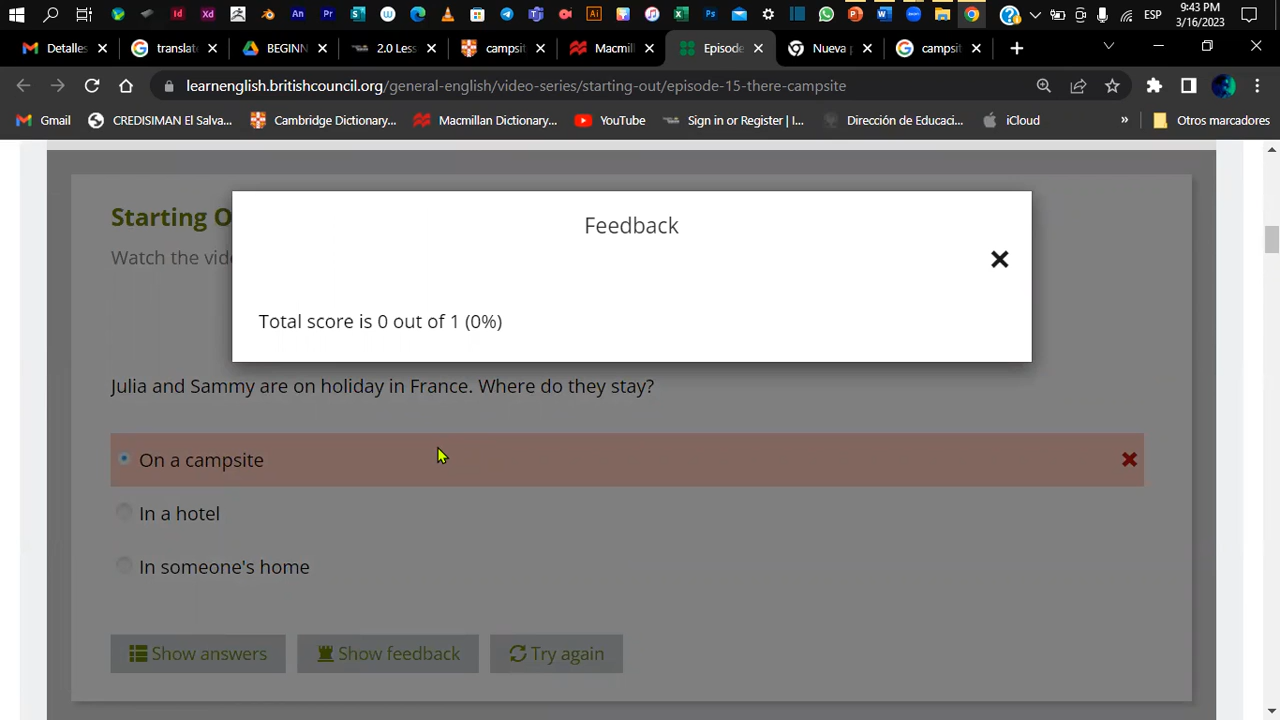 3:43 PM
ESP
3/16/2023
Detalles
translate
BEGINN
2.0 Less
campsit
Macmill
Episode
Nueva p
campsit
learnenglish.britishcouncil.org/general-english/video-series/starting-out/episode-15-there-campsite
Gmail
CREDISIMAN El Salva...
Cambridge Dictionary...
Macmillan Dictionary...
YouTube
Sign in or Register | I...
Dirección de Educaci...
iCloud
»
Otros marcadores
Starting O
Watch the vide
Feedback
Total score is 0 out of 1 (0%)
Julia and Sammy are on holiday in France. Where do they stay?
On a campsite
In a hotel
In someone's home
Show answers
Show feedback
Try again